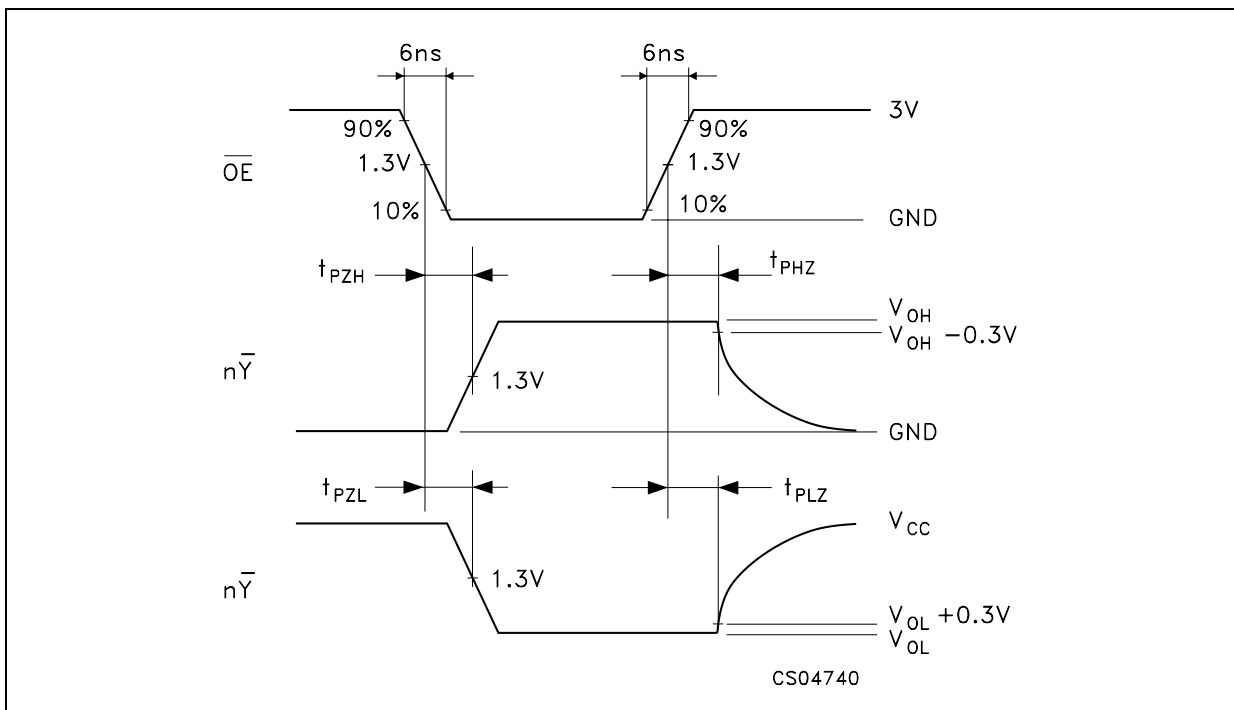 6ns 6ns
3V
90% 90%
O̅E̅ 1.3V 1.3V
10% 10%
GND
tPZH tPHZ
VOH
VOH −0.3V
nY̅ 1.3V
GND
tPZL tPLZ
VCC
nY̅ 1.3V
VOL +0.3V
VOL
CS04740